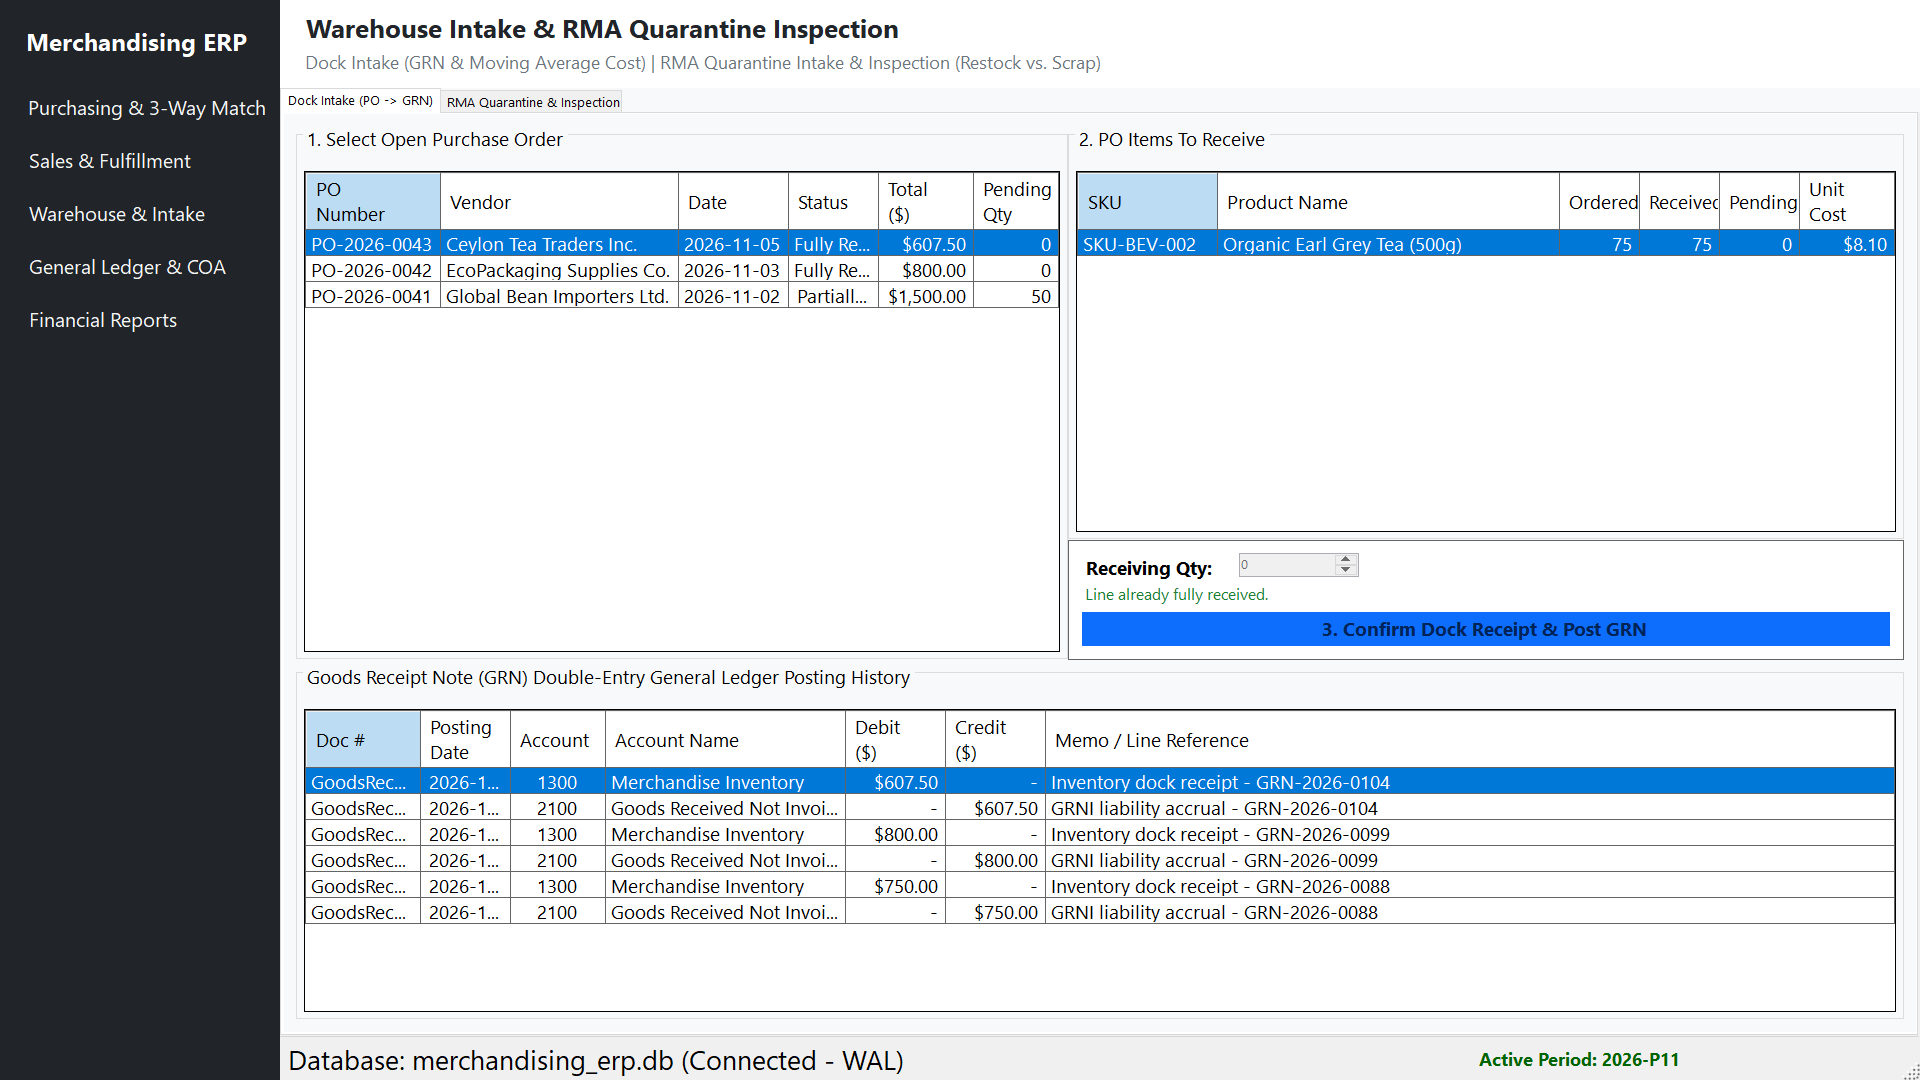 Merchandising ERP
Purchasing & 3-Way Match
Sales & Fulfillment
Warehouse & Intake
General Ledger & COA
Financial Reports
Warehouse Intake & RMA Quarantine Inspection
Dock Intake (GRN & Moving Average Cost) | RMA Quarantine Intake & Inspection (Restock vs. Scrap)
Dock Intake (PO -> GRN) RMA Quarantine & Inspection
1. Select Open Purchase Order
PO Number Vendor Date Status Total ($) Pending Qty
PO-2026-0043 Ceylon Tea Traders Inc. 2026-11-05 Fully Re... $607.50 0
PO-2026-0042 EcoPackaging Supplies Co. 2026-11-03 Fully Re... $800.00 0
PO-2026-0041 Global Bean Importers Ltd. 2026-11-02 Partiall... $1,500.00 50
2. PO Items To Receive
SKU Product Name Ordered Received Pending Unit Cost
SKU-BEV-002 Organic Earl Grey Tea (500g) 75 75 0 $8.10
Receiving Qty: 0
Line already fully received.
3. Confirm Dock Receipt & Post GRN
Goods Receipt Note (GRN) Double-Entry General Ledger Posting History
Doc # Posting Date Account Account Name Debit ($) Credit ($) Memo / Line Reference
GoodsRec... 2026-1... 1300 Merchandise Inventory $607.50 - Inventory dock receipt - GRN-2026-0104
GoodsRec... 2026-1... 2100 Goods Received Not Invoi... - $607.50 GRNI liability accrual - GRN-2026-0104
GoodsRec... 2026-1... 1300 Merchandise Inventory $800.00 - Inventory dock receipt - GRN-2026-0099
GoodsRec... 2026-1... 2100 Goods Received Not Invoi... - $800.00 GRNI liability accrual - GRN-2026-0099
GoodsRec... 2026-1... 1300 Merchandise Inventory $750.00 - Inventory dock receipt - GRN-2026-0088
GoodsRec... 2026-1... 2100 Goods Received Not Invoi... - $750.00 GRNI liability accrual - GRN-2026-0088
Database: merchandising_erp.db (Connected - WAL)
Active Period: 2026-P11